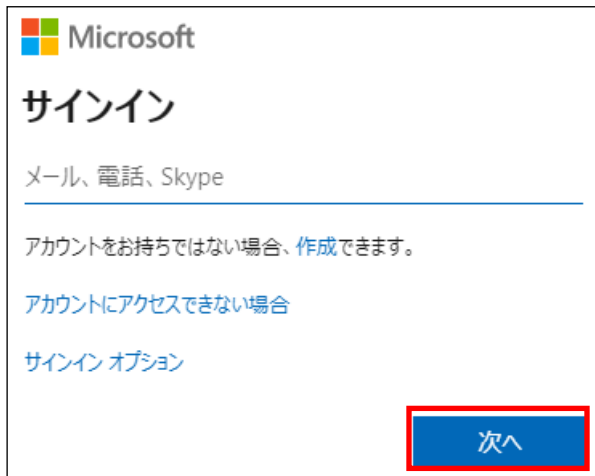 Microsoft
サインイン
メール、電話、Skype
アカウントをお持ちではない場合、作成できます。
アカウントにアクセスできない場合
サインイン オプション
次へ